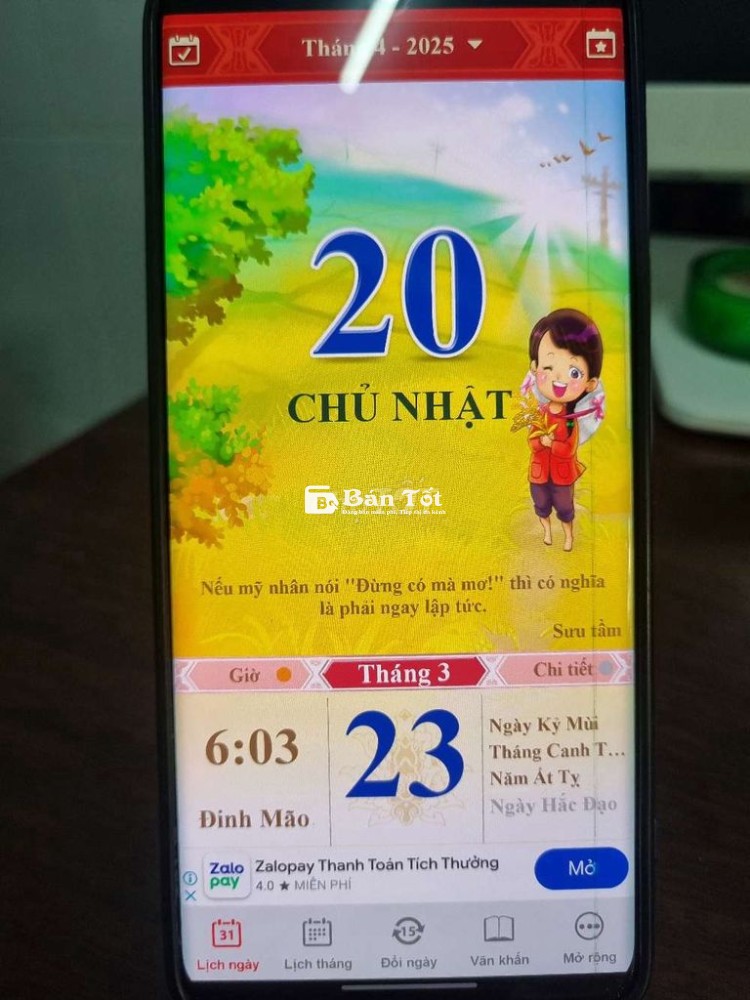 Tháng 4 - 2025
20
CHỦ NHẬT
Bán Tốt
Nếu mỹ nhân nói "Đừng có mà mơ!" thì có nghĩa
là phải ngay lập tức.
Sưu tầm
Giờ
Tháng 3
Chi tiết
6:03
Đinh Mão
23
Ngày Kỷ Mùi
Tháng Canh T...
Năm Ất Tỵ
Ngày Hắc Đạo
Zalo
pay
Zalopay Thanh Toán Tích Thưởng
4.0 ★ MIỄN PHÍ
Mở
31
Lịch ngày
Lịch tháng
15
Đổi ngày
Văn khấn
Mở rộng